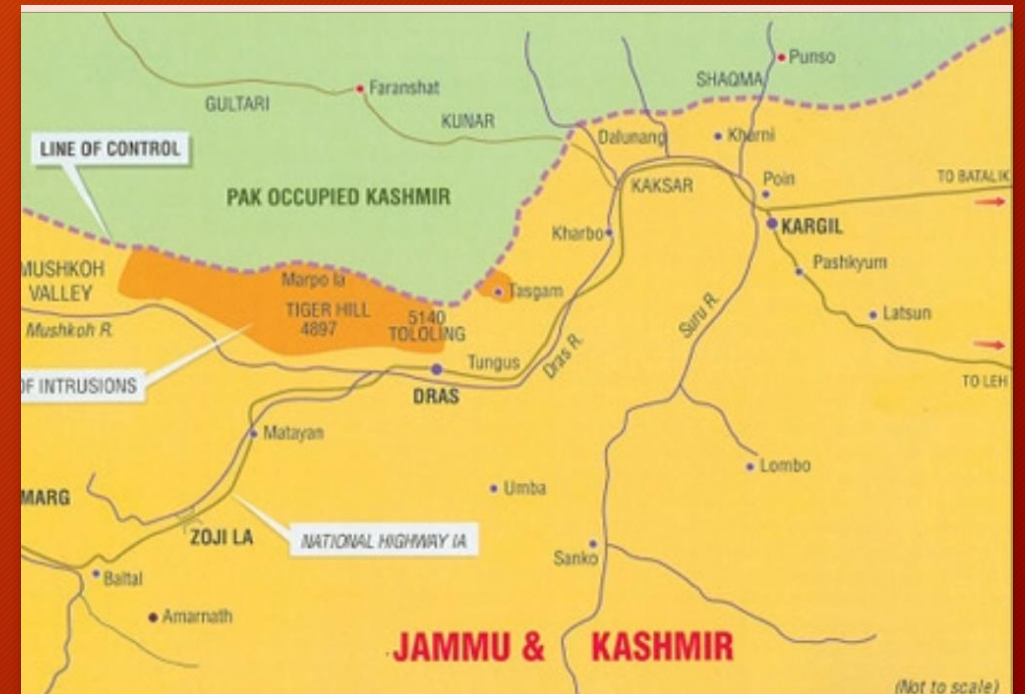 Punso
SHAQMA
Faranshat
GULTARI
KUNAR
Dalunang
Kharni
LINE OF CONTROL
Poin
TO BATALIK
KAKSAR
PAK OCCUPIED KASHMIR
KARGIL
Kharbo
Pashkyum
MUSHKOH
VALLEY
Marpo la
Tasgam
TIGER HILL
4897
5140
TOLOLING
Suru R.
Latsun
Mushkoh R.
Dras R.
Tungus
OF INTRUSIONS
DRAS
TO LEH
Matayan
Lombo
MARG
Umba
ZOJI LA
NATIONAL HIGHWAY IA
Sanko
Baltal
Amarnath
JAMMU & KASHMIR
(Not to scale)